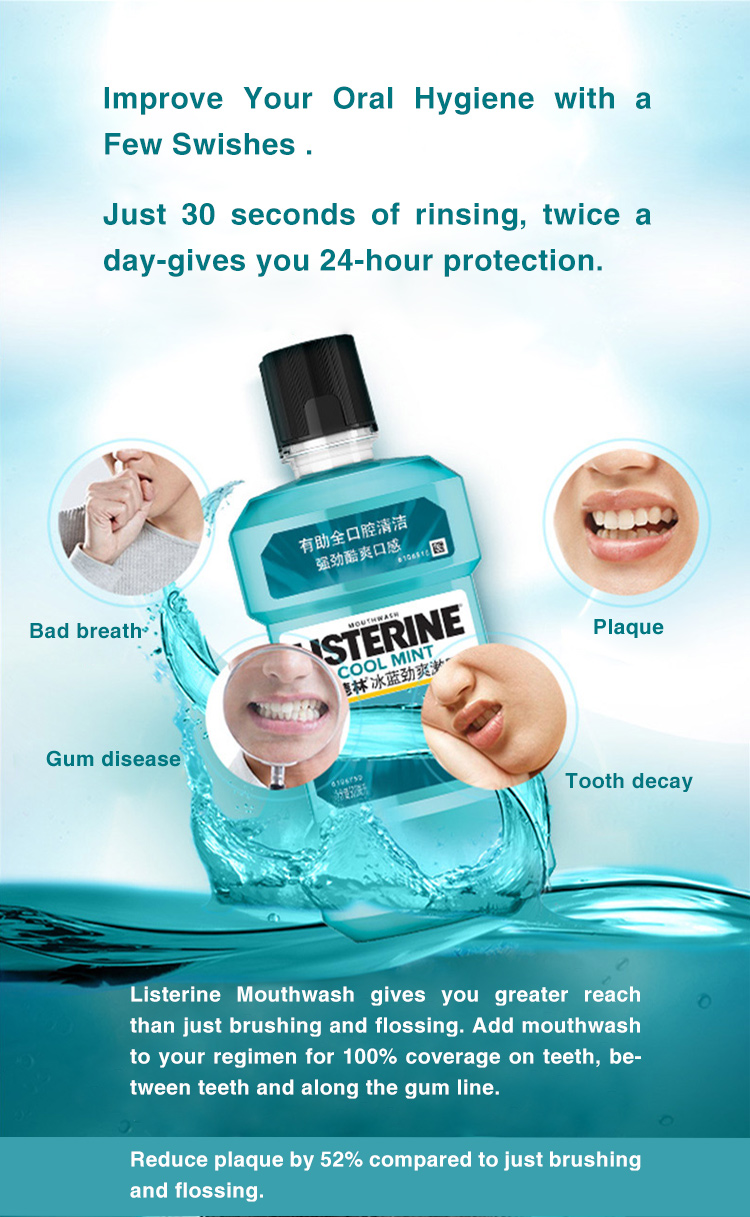 Improve Your Oral Hygiene with a
Few Swishes .
Just 30 seconds of rinsing, twice a
day-gives you 24-hour protection.
有助全口腔清洁
强劲酷爽口感
MOUTHWASH
LISTERINE
COOL MINT
冰蓝劲爽
Bad breath
Plaque
Gum disease
Tooth decay
Listerine Mouthwash gives you greater reach
than just brushing and flossing. Add mouthwash
to your regimen for 100% coverage on teeth, be-
tween teeth and along the gum line.
Reduce plaque by 52% compared to just brushing
and flossing.